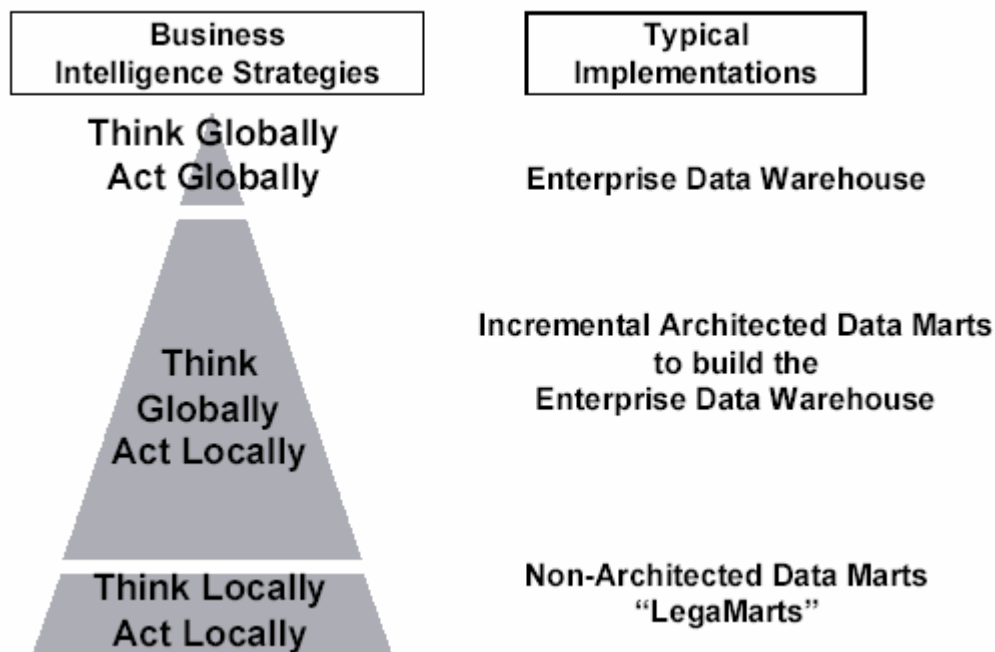 Business
Intelligence Strategies
Typical
Implementations
Think Globally
Act Globally
Enterprise Data Warehouse
Think
Globally
Act Locally
Incremental Architected Data Marts
to build the
Enterprise Data Warehouse
Think Locally
Act Locally
Non-Architected Data Marts
“LegaMarts”